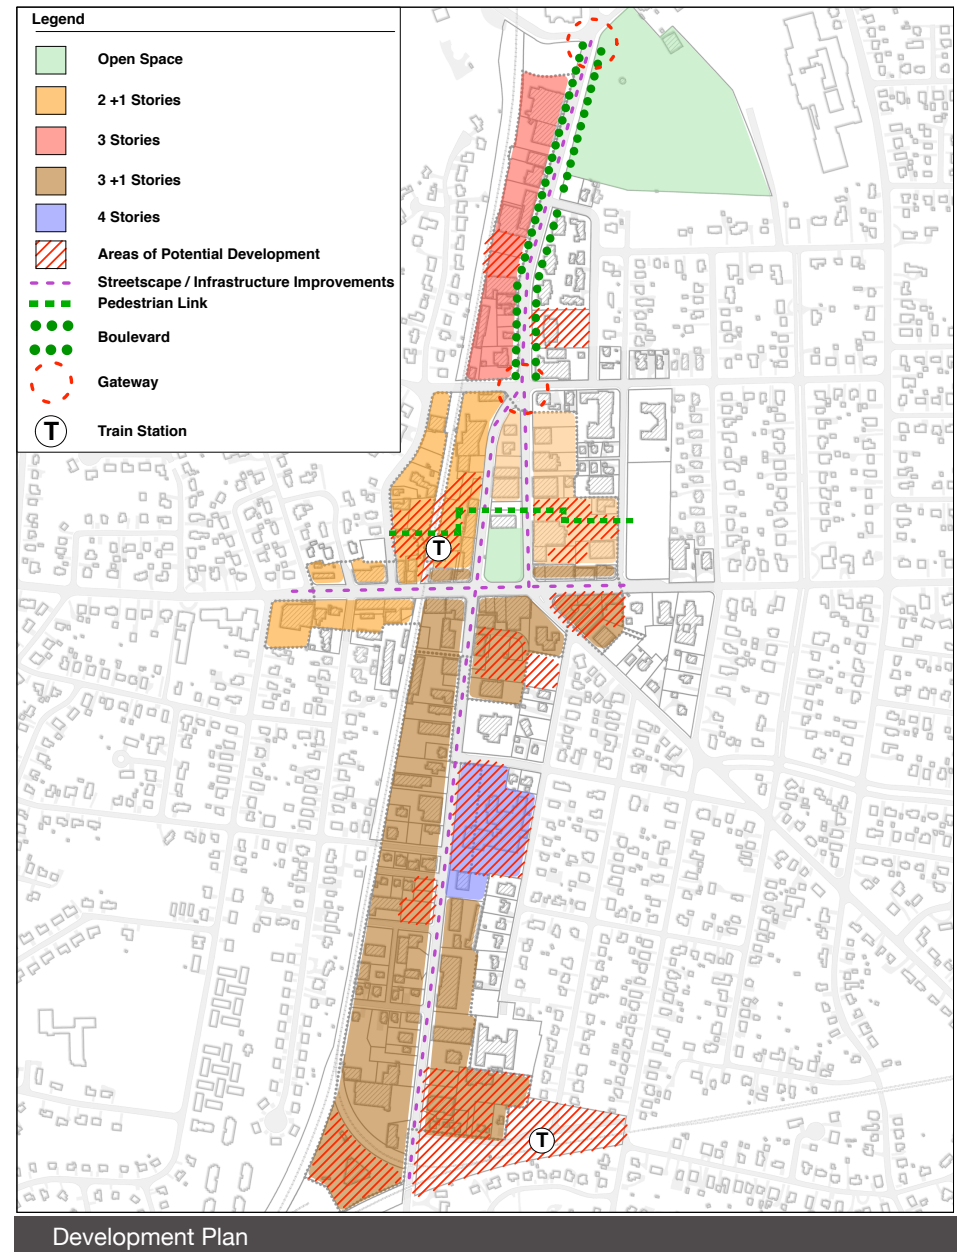 Legend
Open Space
2 +1 Stories
3 Stories
3 +1 Stories
4 Stories
Areas of Potential Development
Streetscape / Infrastructure Improvements
Pedestrian Link
Boulevard
Gateway
T Train Station
T
T
Development Plan